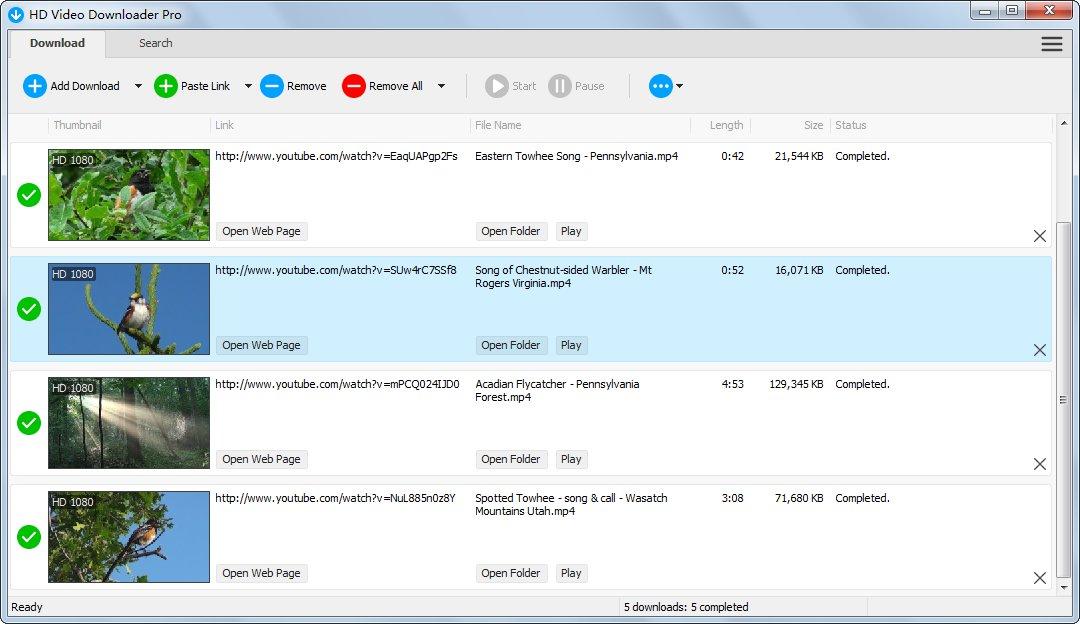 HD Video Downloader Pro
Download Search
Add Download Paste Link Remove Remove All Start Pause
Thumbnail Link File Name Length Size Status
HD 1080 http://www.youtube.com/watch?v=EaqUAPgp2Fs Eastern Towhee Song - Pennsylvania.mp4 0:42 21,544 KB Completed.
Open Web Page Open Folder Play
HD 1080 http://www.youtube.com/watch?v=SUw4rC7SSf8 Song of Chestnut-sided Warbler - Mt 0:52 16,071 KB Completed.
Rogers Virginia.mp4
Open Web Page Open Folder Play
HD 1080 http://www.youtube.com/watch?v=mPCQ024IJD0 Acadian Flycatcher - Pennsylvania 4:53 129,345 KB Completed.
Forest.mp4
Open Web Page Open Folder Play
HD 1080 http://www.youtube.com/watch?v=NuL885n0z8Y Spotted Towhee - song & call - Wasatch 3:08 71,680 KB Completed.
Mountains Utah.mp4
Open Web Page Open Folder Play
Ready 5 downloads: 5 completed